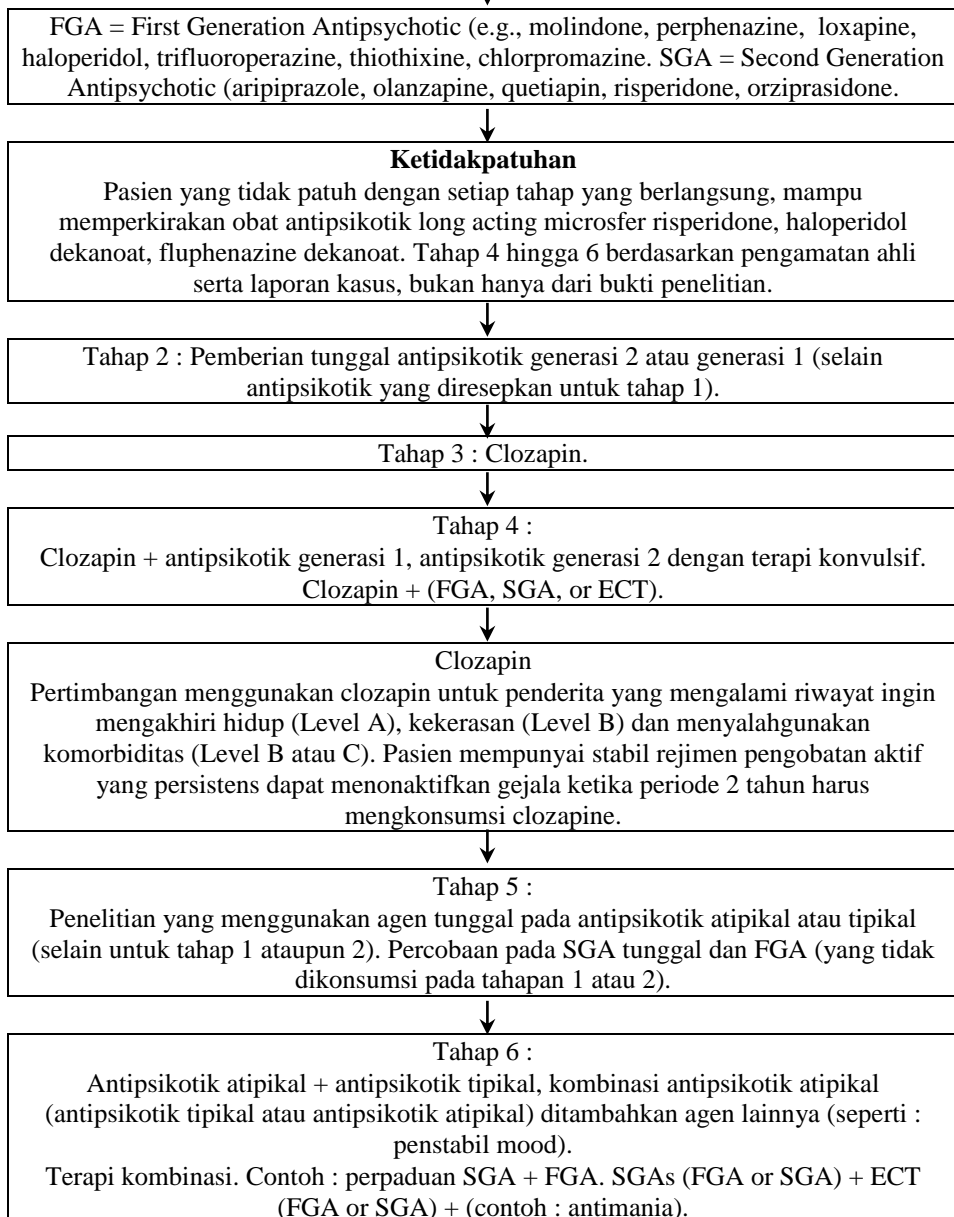 FGA = First Generation Antipsychotic (e.g., molindone, perphenazine, loxapine,
haloperidol, trifluoroperazine, thiothixine, chlorpromazine. SGA = Second Generation
Antipsychotic (aripiprazole, olanzapine, quetiapin, risperidone, orziprasidone.
Ketidakpatuhan
Pasien yang tidak patuh dengan setiap tahap yang berlangsung, mampu
memperkirakan obat antipsikotik long acting microsfer risperidone, haloperidol
dekanoat, fluphenazine dekanoat. Tahap 4 hingga 6 berdasarkan pengamatan ahli
serta laporan kasus, bukan hanya dari bukti penelitian.
Tahap 2 : Pemberian tunggal antipsikotik generasi 2 atau generasi 1 (selain
antipsikotik yang diresepkan untuk tahap 1).
Tahap 3 : Clozapin.
Tahap 4 :
Clozapin + antipsikotik generasi 1, antipsikotik generasi 2 dengan terapi konvulsif.
Clozapin + (FGA, SGA, or ECT).
Clozapin
Pertimbangan menggunakan clozapin untuk penderita yang mengalami riwayat ingin
mengakhiri hidup (Level A), kekerasan (Level B) dan menyalahgunakan
komorbiditas (Level B atau C). Pasien mempunyai stabil rejimen pengobatan aktif
yang persistens dapat menonaktifkan gejala ketika periode 2 tahun harus
mengkonsumsi clozapine.
Tahap 5 :
Penelitian yang menggunakan agen tunggal pada antipsikotik atipikal atau tipikal
(selain untuk tahap 1 ataupun 2). Percobaan pada SGA tunggal dan FGA (yang tidak
dikonsumsi pada tahapan 1 atau 2).
Tahap 6 :
Antipsikotik atipikal + antipsikotik tipikal, kombinasi antipsikotik atipikal
(antipsikotik tipikal atau antipsikotik atipikal) ditambahkan agen lainnya (seperti :
penstabil mood).
Terapi kombinasi. Contoh : perpaduan SGA + FGA. SGAs (FGA or SGA) + ECT
(FGA or SGA) + (contoh : antimania).